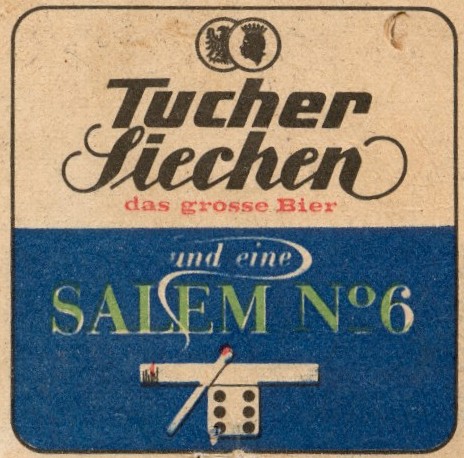 Tucher
Siechen
das grosse Bier
und eine
SALEM Nº6